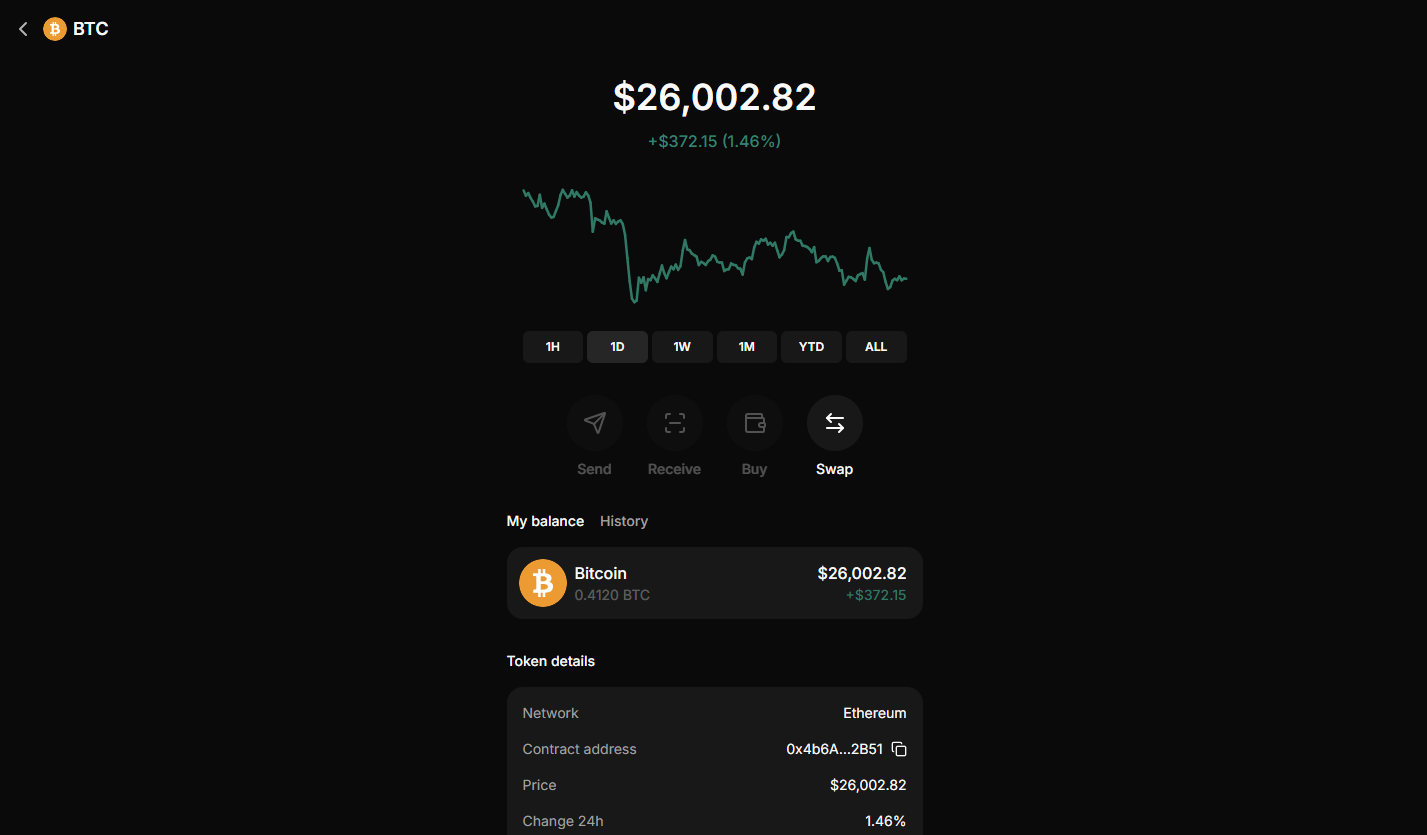 BTC
$26,002.82
+$372.15 (1.46%)
1H 1D 1W 1M YTD ALL
Send Receive Buy Swap
My balance History
Bitcoin $26,002.82
0.4120 BTC +$372.15
Token details
Network Ethereum
Contract address 0x4b6A...2B51
Price $26,002.82
Change 24h 1.46%